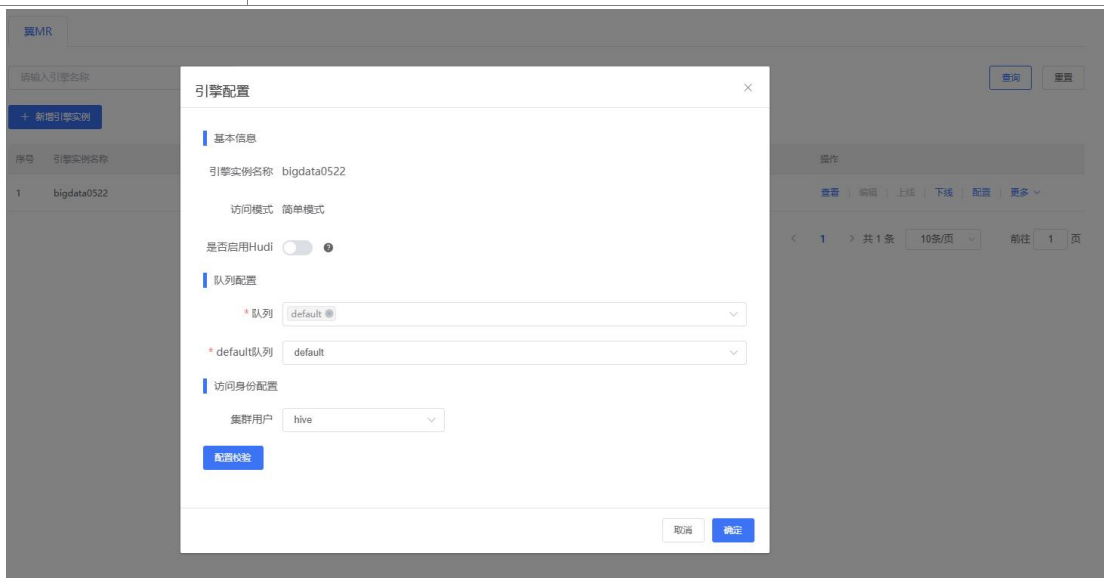 翼MR
请输入引擎名称
查询 重置
+ 新增引擎实例
序号 引擎实例名称 操作
1 bigdata0522 查看 编辑 上线 下线 配置 更多
共 1 条 1 10条/页 前往 1 页
引擎配置
基本信息
引擎实例名称 bigdata0522
访问模式 简单模式
是否启用Hudi
队列配置
* 队列 default
* default队列 default
访问身份配置
集群用户 hive
配置校验
取消 确定